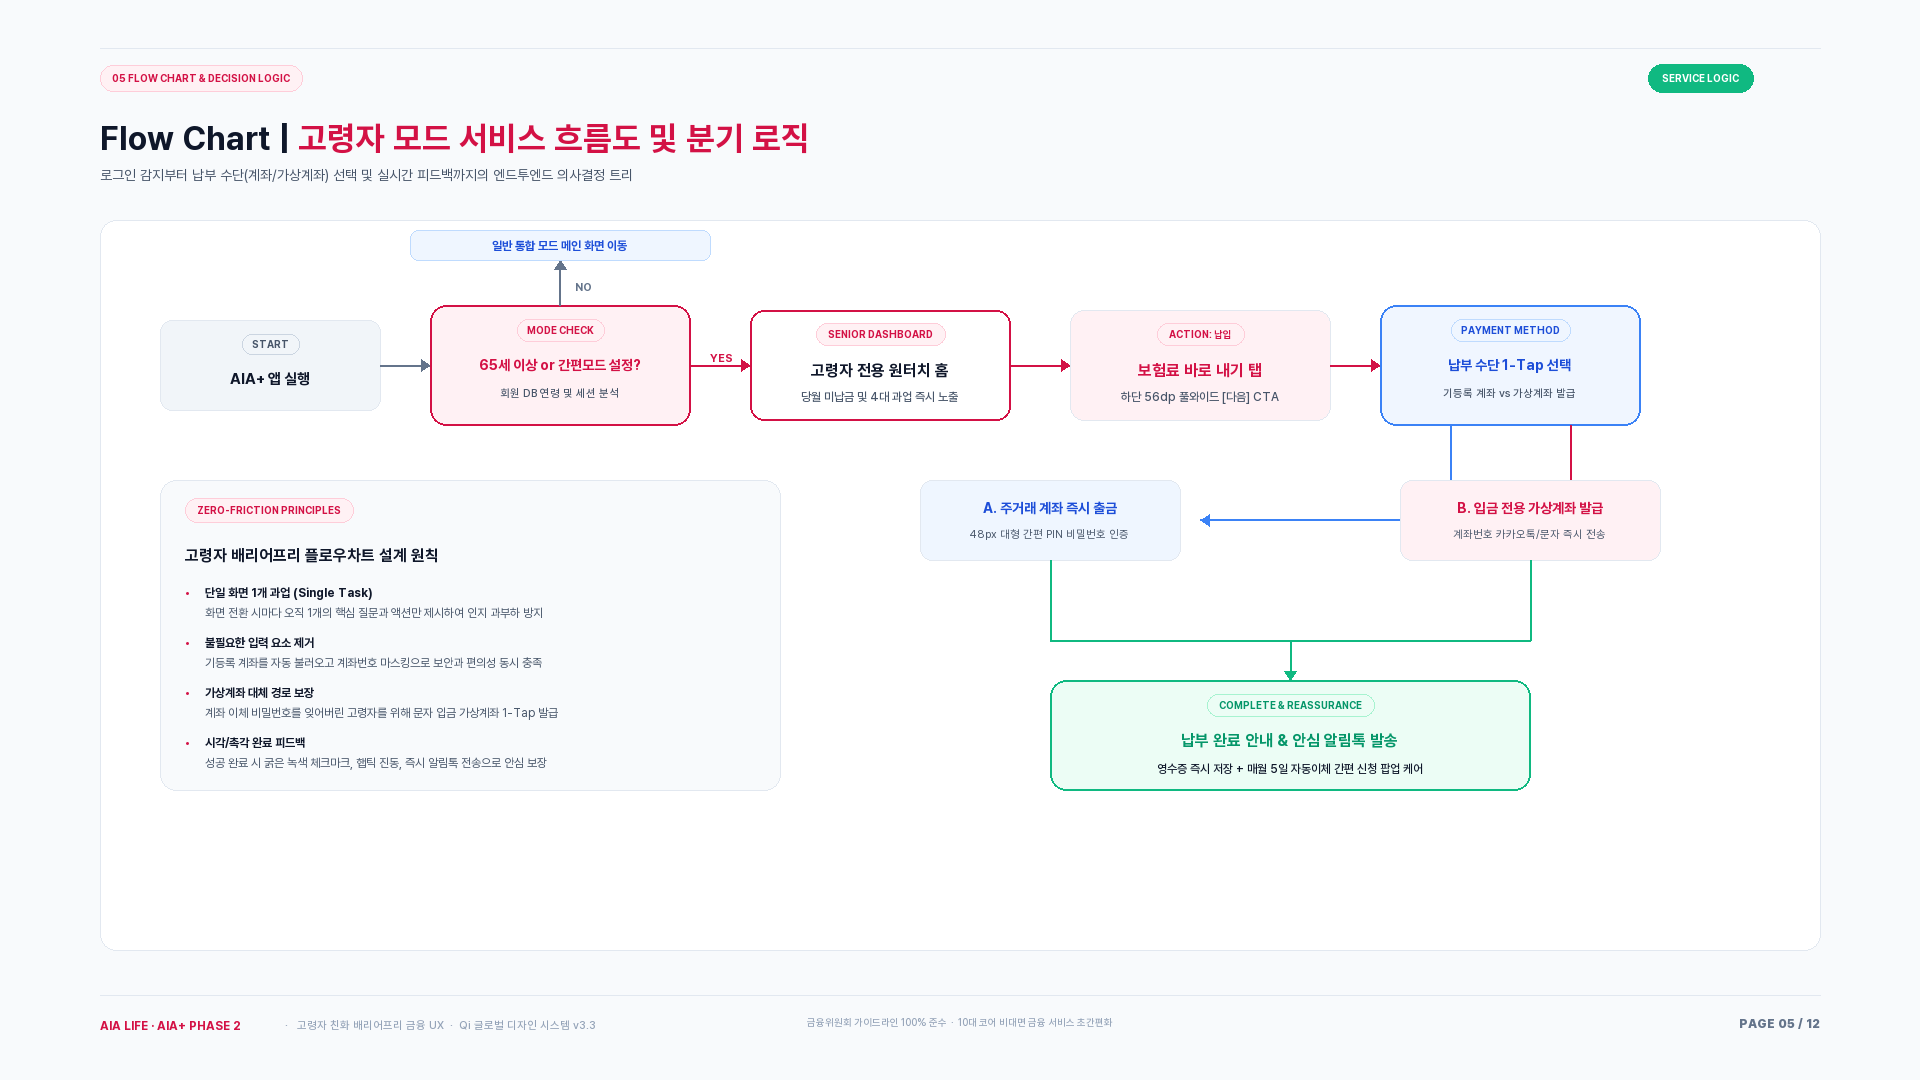 05 FLOW CHART & DECISION LOGIC
SERVICE LOGIC
Flow Chart | 고령자 모드 서비스 흐름도 및 분기 로직
로그인 감지부터 납부 수단(계좌/가상계좌) 선택 및 실시간 피드백까지의 엔드투엔드 의사결정 트리
일반 통합 모드 메인 화면 이동
NO
START
AIA+ 앱 실행
MODE CHECK
65세 이상 or 간편모드 설정?
회원 DB 연령 및 세션 분석
YES
SENIOR DASHBOARD
고령자 전용 원터치 홈
당월 미납금 및 4대 과업 즉시 노출
ACTION: 납입
보험료 바로 내기 탭
하단 56dp 풀와이드 [다음] CTA
PAYMENT METHOD
납부 수단 1-Tap 선택
기등록 계좌 vs 가상계좌 발급
ZERO-FRICTION PRINCIPLES
고령자 배리어프리 플로우차트 설계 원칙
• 단일 화면 1개 과업 (Single Task)
화면 전환 시마다 오직 1개의 핵심 질문과 액션만 제시하여 인지 과부하 방지
• 불필요한 입력 요소 제거
기등록 계좌를 자동 불러오고 계좌번호 마스킹으로 보안과 편의성 동시 충족
• 가상계좌 대체 경로 보장
계좌 이체 비밀번호를 잊어버린 고령자를 위해 문자 입금 가상계좌 1-Tap 발급
• 시각/촉각 완료 피드백
성공 완료 시 굵은 녹색 체크마크, 햅틱 진동, 즉시 알림톡 전송으로 안심 보장
A. 주거래 계좌 즉시 출금
48px 대형 간편 PIN 비밀번호 인증
B. 입금 전용 가상계좌 발급
계좌번호 카카오톡/문자 즉시 전송
COMPLETE & REASSURANCE
납부 완료 안내 & 안심 알림톡 발송
영수증 즉시 저장 + 매월 5일 자동이체 간편 신청 팝업 케어
AIA LIFE · AIA+ PHASE 2 · 고령자 친화 배리어프리 금융 UX · Qi 글로벌 디자인 시스템 v3.3
금융위원회 가이드라인 100% 준수 · 10대 코어 비대면 금융 서비스 초간편화
PAGE 05 / 12